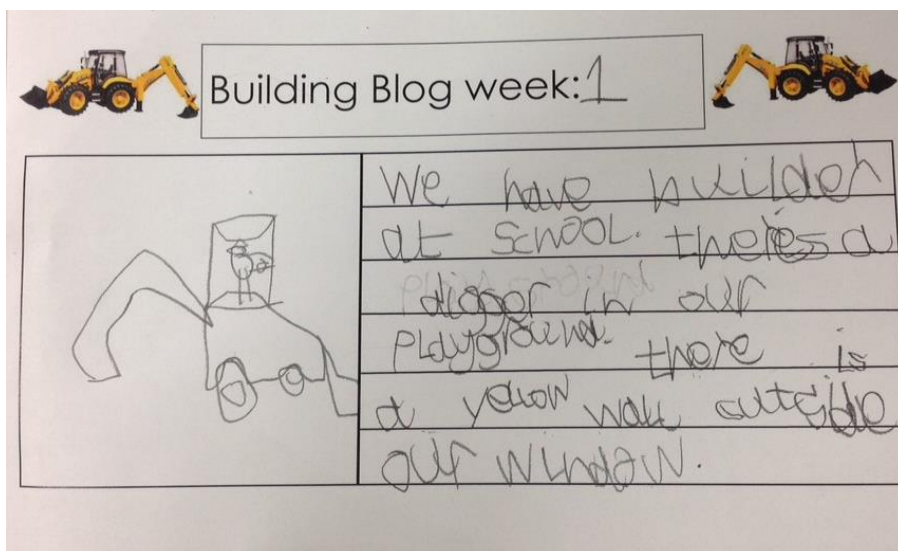 Building Blog week: 1
We have builder
at SCHOOL. there's a
digger in our
Playground. there is
a yellow wall outside
our window.